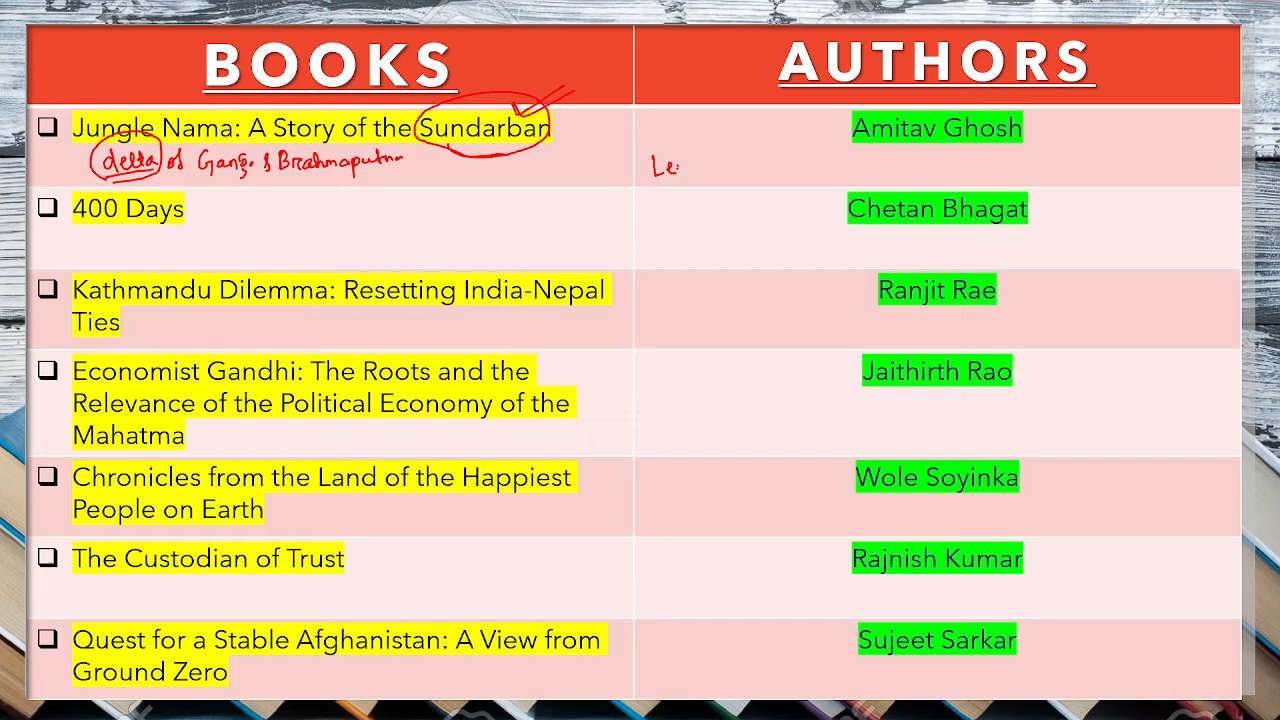 BOOKS
AUTHORS
Jungle Nama: A Story of the Sundarban
Amitav Ghosh
delta of Ganga & Brahmaputra
Le
400 Days
Chetan Bhagat
Kathmandu Dilemma: Resetting India-Nepal
Ties
Ranjit Rae
Economist Gandhi: The Roots and the
Relevance of the Political Economy of the
Mahatma
Jaithirth Rao
Chronicles from the Land of the Happiest
People on Earth
Wole Soyinka
The Custodian of Trust
Rajnish Kumar
Quest for a Stable Afghanistan: A View from
Ground Zero
Sujeet Sarkar